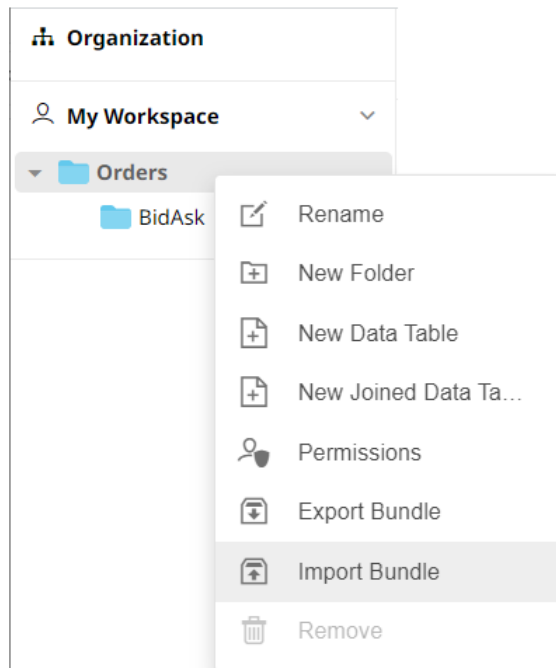 Organization
My Workspace
Orders
BidAsk
Rename
New Folder
New Data Table
New Joined Data Ta...
Permissions
Export Bundle
Import Bundle
Remove